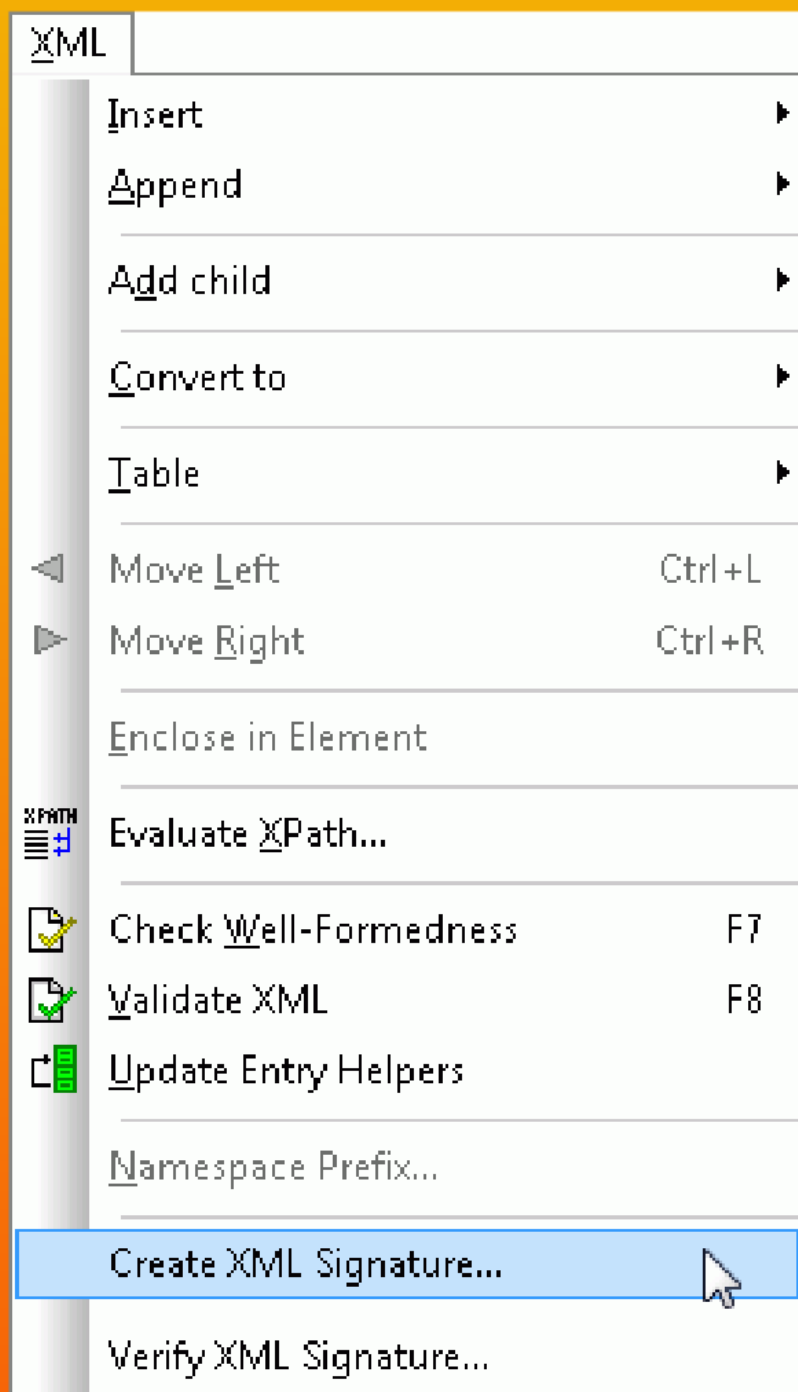 XML
Insert
Append
Add child
Convert to
Table
Move Left Ctrl+L
Move Right Ctrl+R
Enclose in Element
XPATH
Evaluate XPath...
Check Well-Formedness F7
Validate XML F8
Update Entry Helpers
Namespace Prefix...
Create XML Signature...
Verify XML Signature...